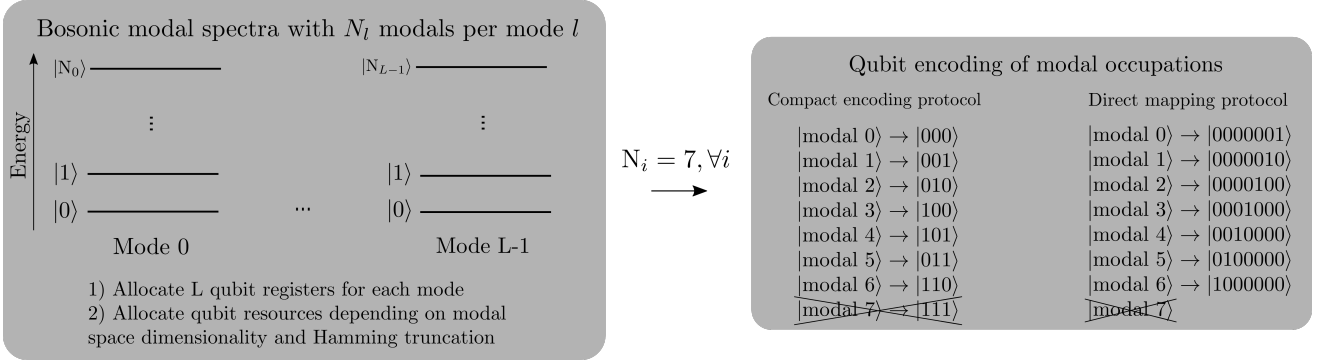 Bosonic modal spectra with N_l modals per mode l
Energy
|N_0⟩
|N_{L−1}⟩
⋮
⋮
|1⟩
|1⟩
|0⟩
...
|0⟩
Mode 0
Mode L-1
1) Allocate L qubit registers for each mode
2) Allocate qubit resources depending on modal
space dimensionality and Hamming truncation
N_i = 7, ∀i
→
Qubit encoding of modal occupations
Compact encoding protocol
|modal 0⟩ → |000⟩
|modal 1⟩ → |001⟩
|modal 2⟩ → |010⟩
|modal 3⟩ → |100⟩
|modal 4⟩ → |101⟩
|modal 5⟩ → |011⟩
|modal 6⟩ → |110⟩
|modal 7⟩ → |111⟩
Direct mapping protocol
|modal 0⟩ → |0000001⟩
|modal 1⟩ → |0000010⟩
|modal 2⟩ → |0000100⟩
|modal 3⟩ → |0001000⟩
|modal 4⟩ → |0010000⟩
|modal 5⟩ → |0100000⟩
|modal 6⟩ → |1000000⟩
|modal 7⟩